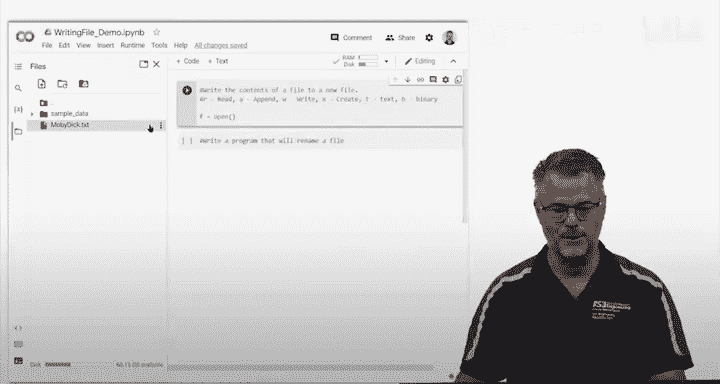 WritingFile_Demo.ipynb
File Edit View Insert Runtime Tools Help All changes saved
Comment Share
Files
+ Code + Text
RAM
Disk
Editing
..
sample_data
MobyDick.txt
#Write the contents of a file to a new file.
#r - Read, a - Append, w - Write, x - Create, t - text, b - binary
f = open()
[ ] #Write a program that will rename a file
Disk
available